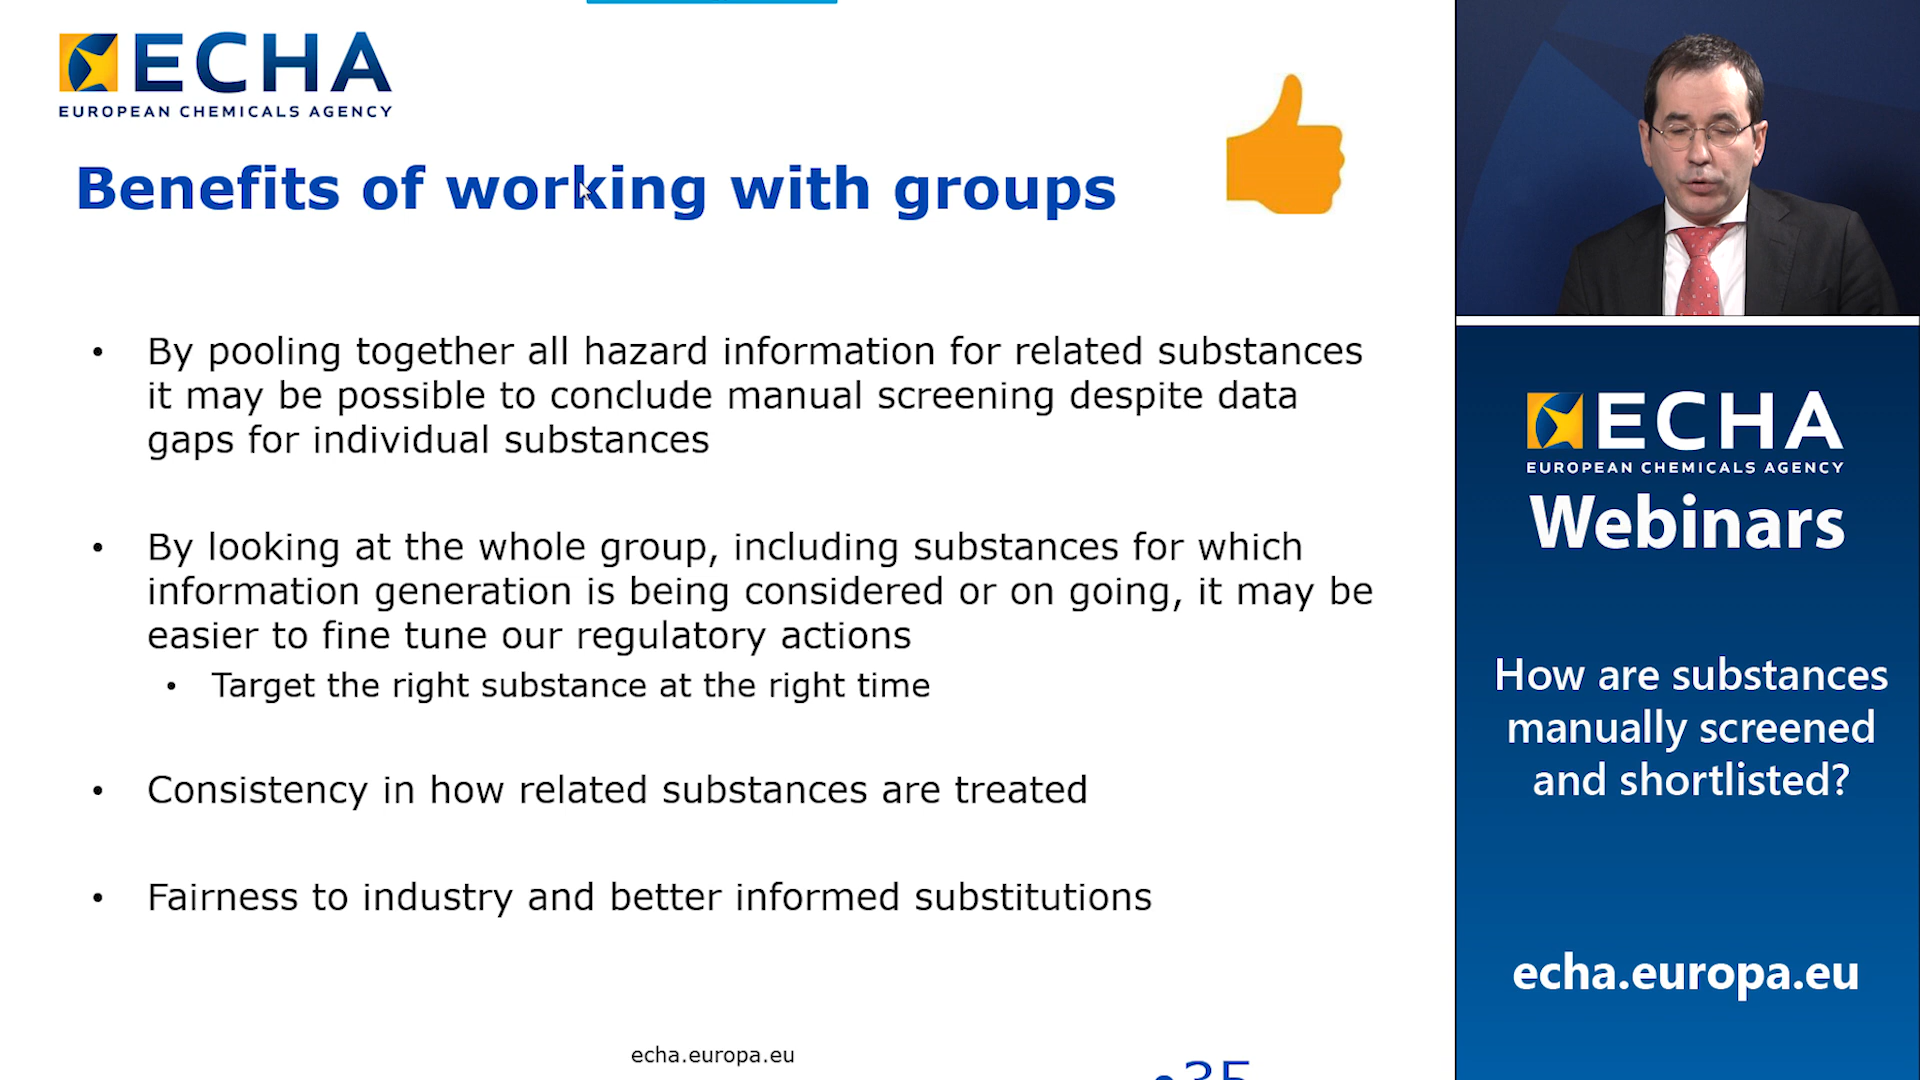 ECHA
EUROPEAN CHEMICALS AGENCY
Benefits of working with groups
• By pooling together all hazard information for related substances
it may be possible to conclude manual screening despite data
gaps for individual substances
• By looking at the whole group, including substances for which
information generation is being considered or on going, it may be
easier to fine tune our regulatory actions
• Target the right substance at the right time
• Consistency in how related substances are treated
• Fairness to industry and better informed substitutions
echa.europa.eu
•35
ECHA
EUROPEAN CHEMICALS AGENCY
Webinars
How are substances
manually screened
and shortlisted?
echa.europa.eu